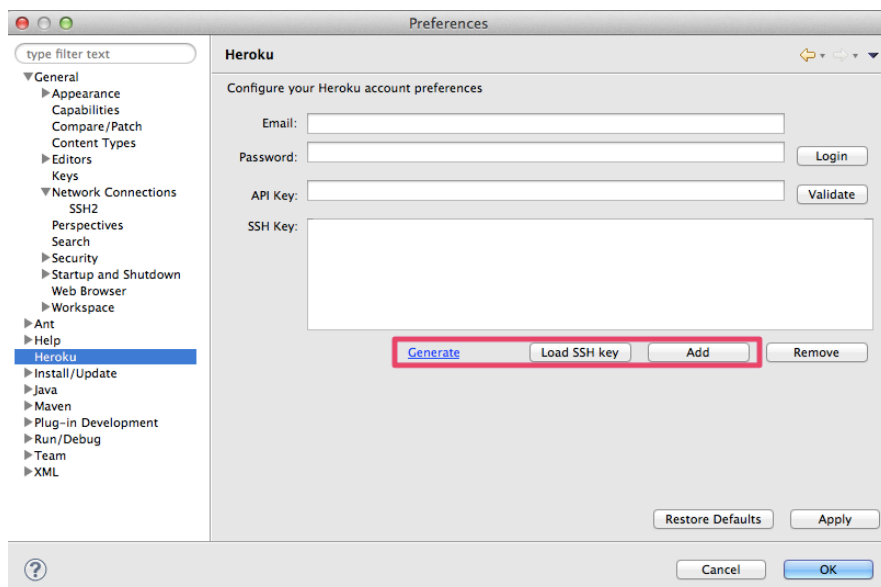 Preferences
type filter text
General
Appearance
Capabilities
Compare/Patch
Content Types
Editors
Keys
Network Connections
SSH2
Perspectives
Search
Security
Startup and Shutdown
Web Browser
Workspace
Ant
Help
Heroku
Install/Update
Java
Maven
Plug-in Development
Run/Debug
Team
XML
Heroku
Configure your Heroku account preferences
Email:
Password:
Login
API Key:
Validate
SSH Key:
Generate Load SSH key Add Remove
Restore Defaults Apply
? Cancel OK